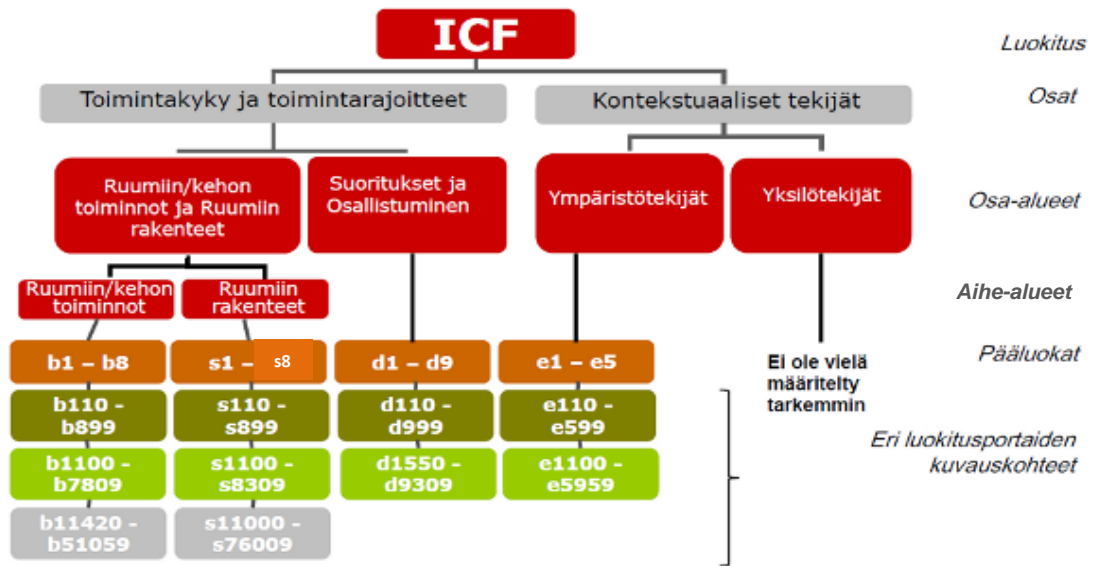 ICF
Luokitus
Toimintakyky ja toimintarajoitteet
Kontekstuaaliset tekijät
Osat
Ruumiin/kehon
toiminnot ja Ruumiin
rakenteet
Suoritukset ja
Osallistuminen
Ympäristötekijät
Yksilötekijät
Osa-alueet
Ruumiin/kehon
toiminnot
Ruumiin
rakenteet
Aihe-alueet
b1 – b8
s1 – s8
d1 – d9
e1 – e5
Ei ole vielä
määritelty
tarkemmin
Pääluokat
b110 -
b899
s110 -
s899
d110 -
d999
e110 -
e599
Eri luokitusportaiden
kuvauskohteet
b1100 -
b7809
s1100 -
s8309
d1550 -
d9309
e1100 -
e5959
b11420 -
b51059
s11000 -
s76009